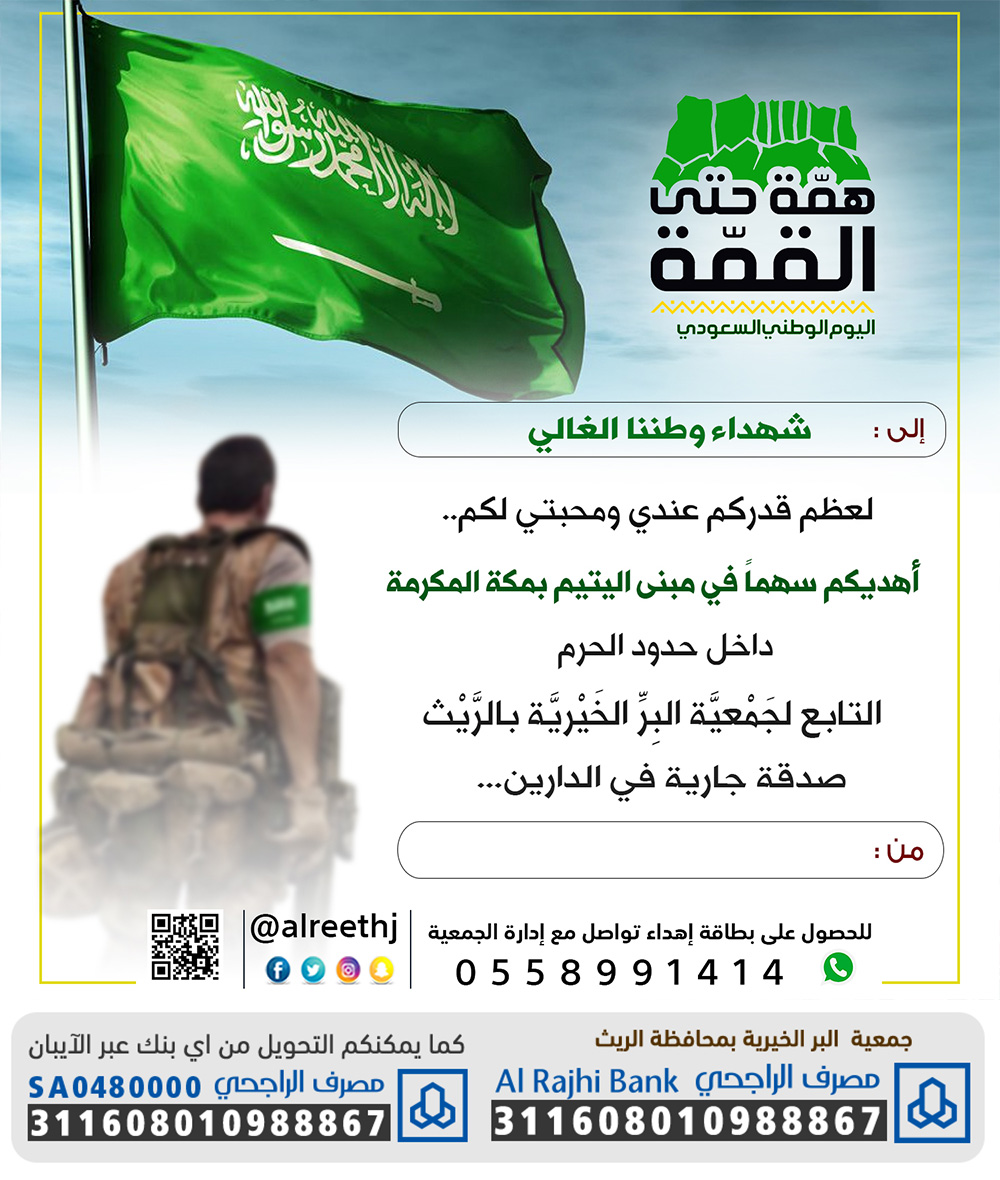 لا إله إلا الله محمد رسول الله
همّة حتى
القمّة
اليوم الوطني السعودي
إلى : شهداء وطننا الغالي
لعظم قدركم عندي ومحبتي لكم..
أهديكم سهماً في مبنى اليتيم بمكة المكرمة
داخل حدود الحرم
التابع لجَمْعيَّة البِرِّ الخَيْريَّة بالرَّيْث
صدقة جارية في الدارين...
من :
للحصول على بطاقة إهداء تواصل مع إدارة الجمعية
0558991414
@alreethj
جمعية البر الخيرية بمحافظة الريث
مصرف الراجحي Al Rajhi Bank
311608010988867
كما يمكنكم التحويل من اي بنك عبر الآيبان
مصرف الراجحي SA0480000
311608010988867